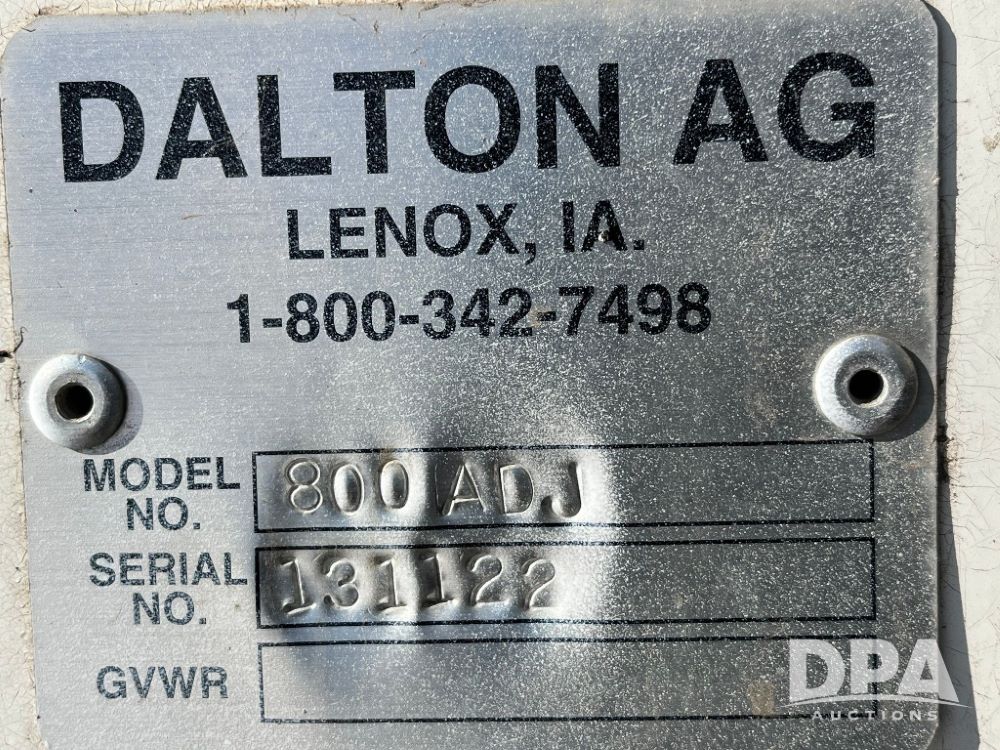 DALTON AG
LENOX, IA.
1-800-342-7498
MODEL NO. 800 ADJ
SERIAL NO. 131122
GVWR
DPA
AUCTIONS